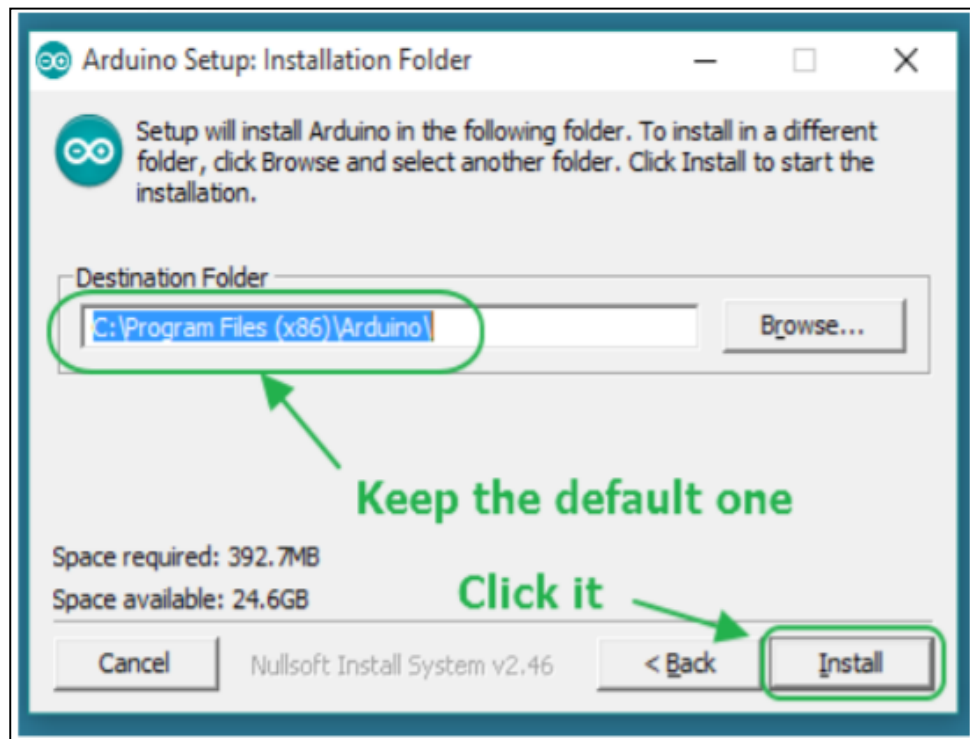 Arduino Setup: Installation Folder
Setup will install Arduino in the following folder. To install in a different
folder, click Browse and select another folder. Click Install to start the
installation.
Destination Folder
C:\Program Files (x86)\Arduino\
Browse...
Keep the default one
Space required: 392.7MB
Space available: 24.6GB
Click it
Cancel
Nullsoft Install System v2.46
< Back
Install